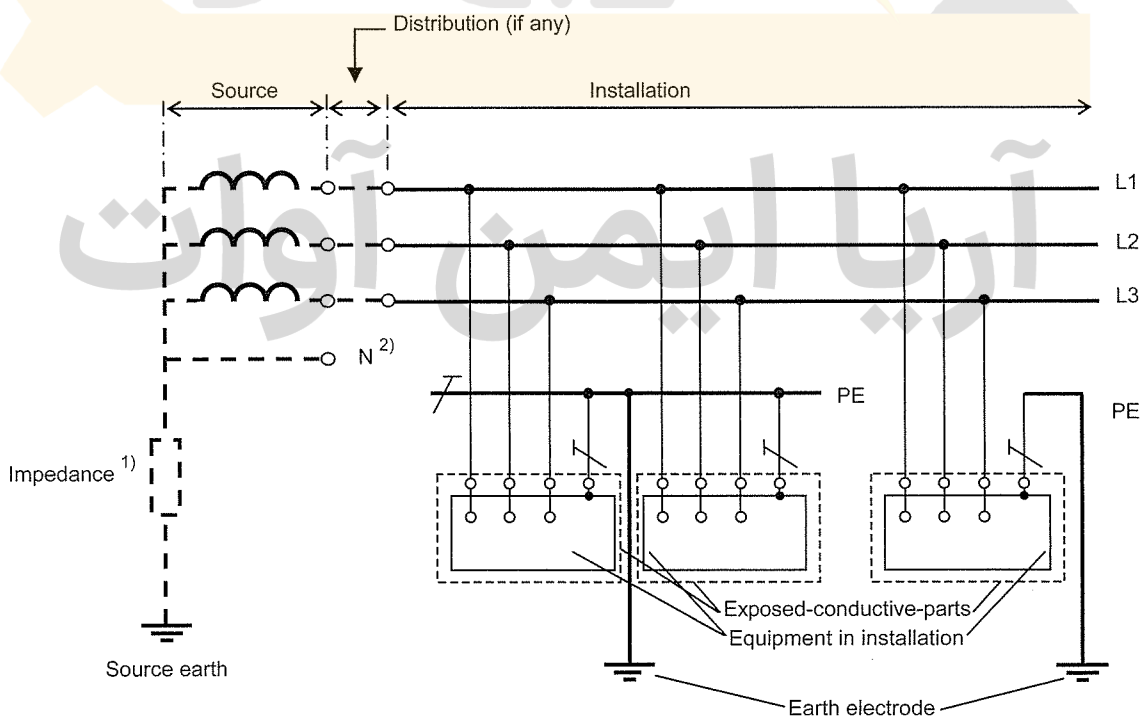 Distribution (if any)
Source
Installation
آریا ایمن آوات
L1
L2
L3
N 2)
PE
PE
Impedance 1)
Exposed-conductive-parts
Equipment in installation
Source earth
Earth electrode